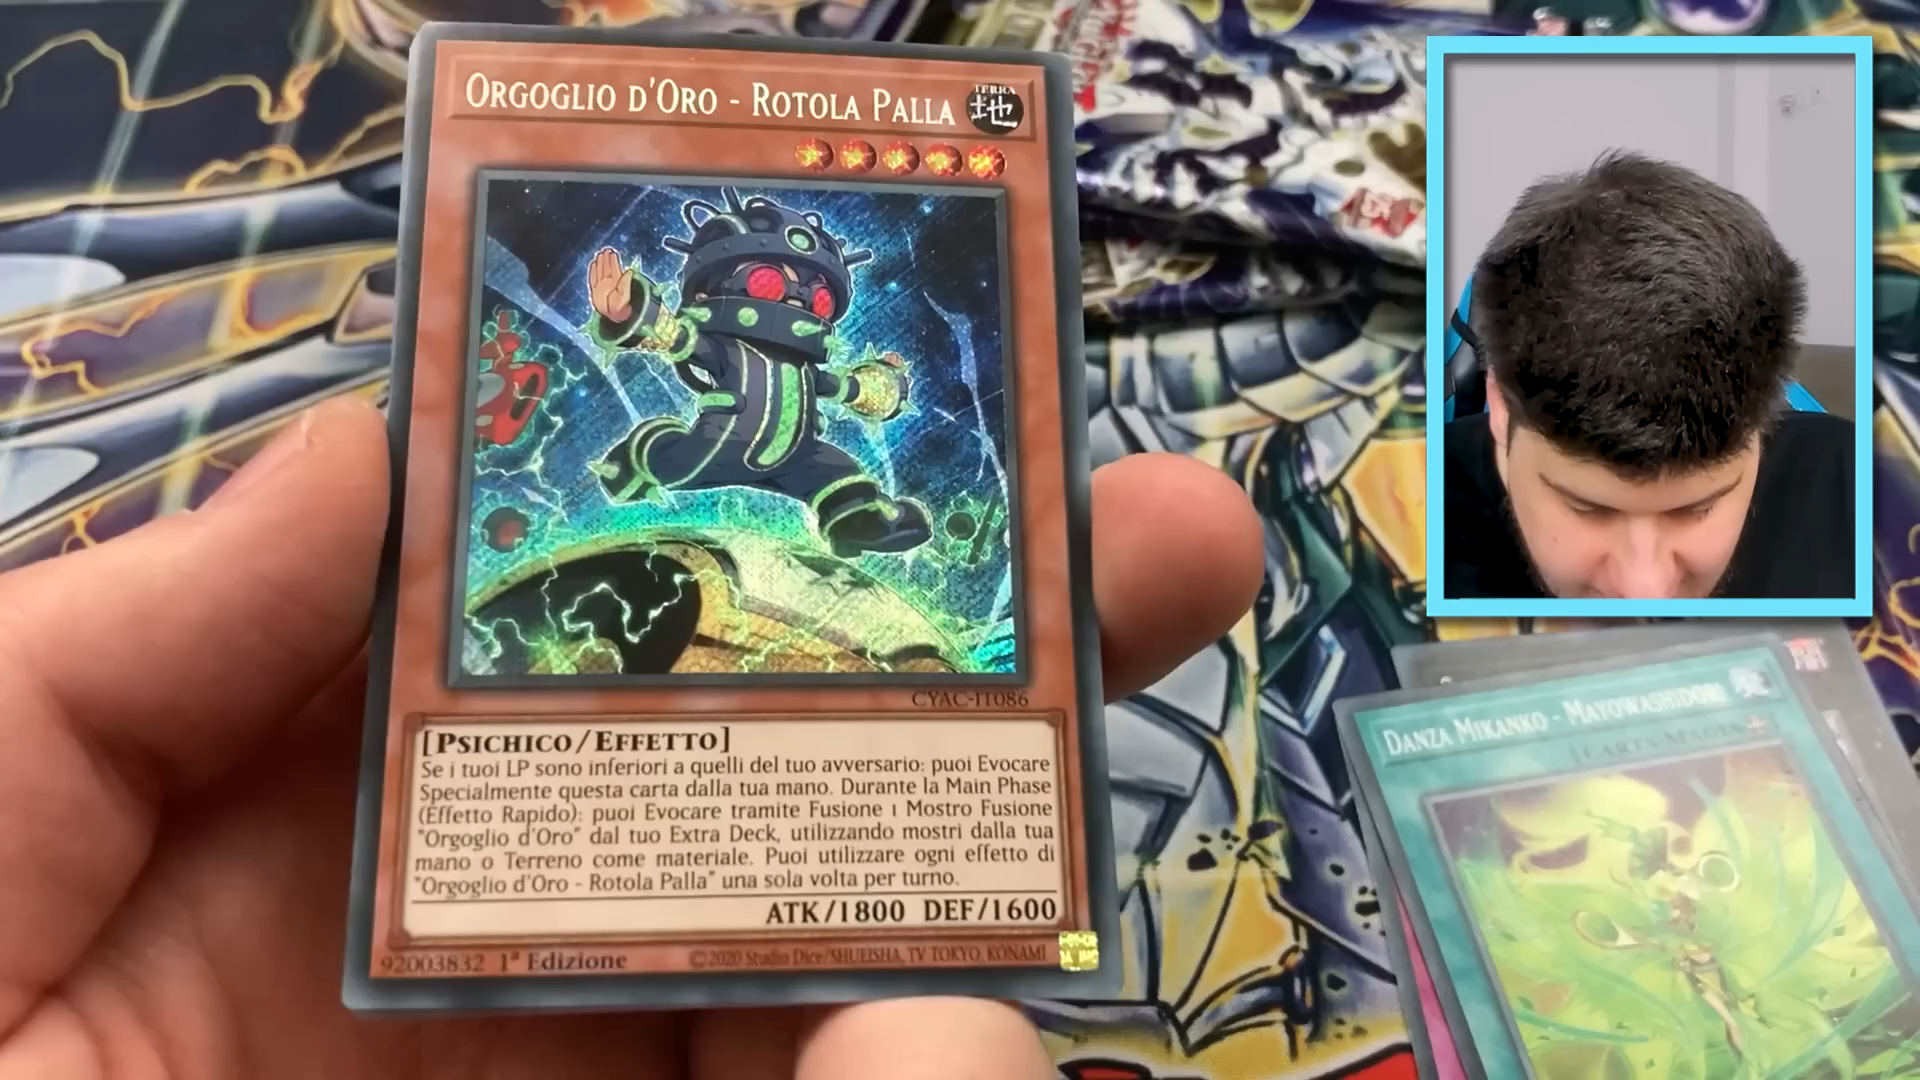 ORGOGLIO D'ORO - ROTOLA PALLA
TERRA
地
CYAC-IT086
[PSICHICO/EFFETTO]
Se i tuoi LP sono inferiori a quelli del tuo avversario: puoi Evocare
Specialmente questa carta dalla tua mano. Durante la Main Phase
(Effetto Rapido): puoi Evocare tramite Fusione 1 Mostro Fusione
"Orgoglio d'Oro" dal tuo Extra Deck, utilizzando mostri dalla tua
mano o Terreno come materiale. Puoi utilizzare ogni effetto di
"Orgoglio d'Oro - Rotola Palla" una sola volta per turno.
ATK/1800 DEF/1600
92003832 1ª Edizione
©2020 Studio Dice/SHUEISHA, TV TOKYO, KONAMI
DANZA MIKANKO - MAYOWASHIDORI
[CARTA MAGIA